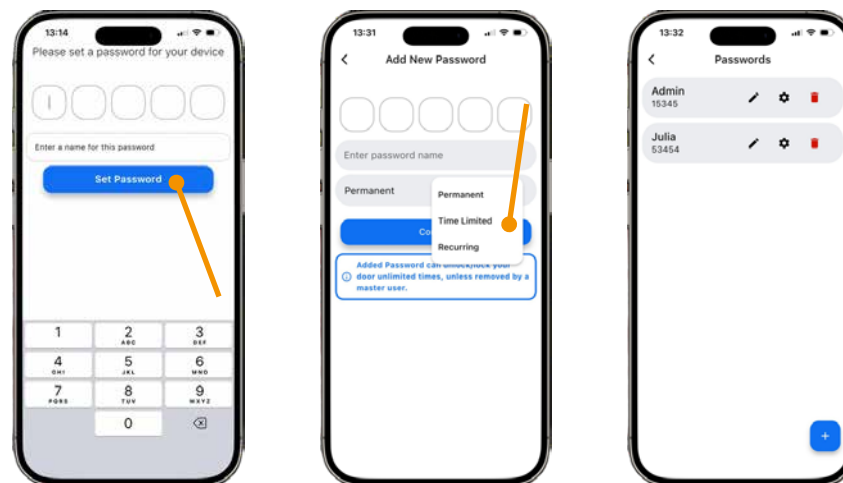 13:14
Please set a password for your device
Enter a name for this password
Set Password
1
2
ABC
3
DEF
4
GHI
5
JKL
6
MNO
7
PQRS
8
TUV
9
WXYZ
0
13:31
Add New Password
Enter password name
Permanent
Permanent
Time Limited
Recurring
Co
Added Password can unlock/lock your
door unlimited times, unless removed by a
master user.
13:32
Passwords
Admin
15345
Julia
53454
+